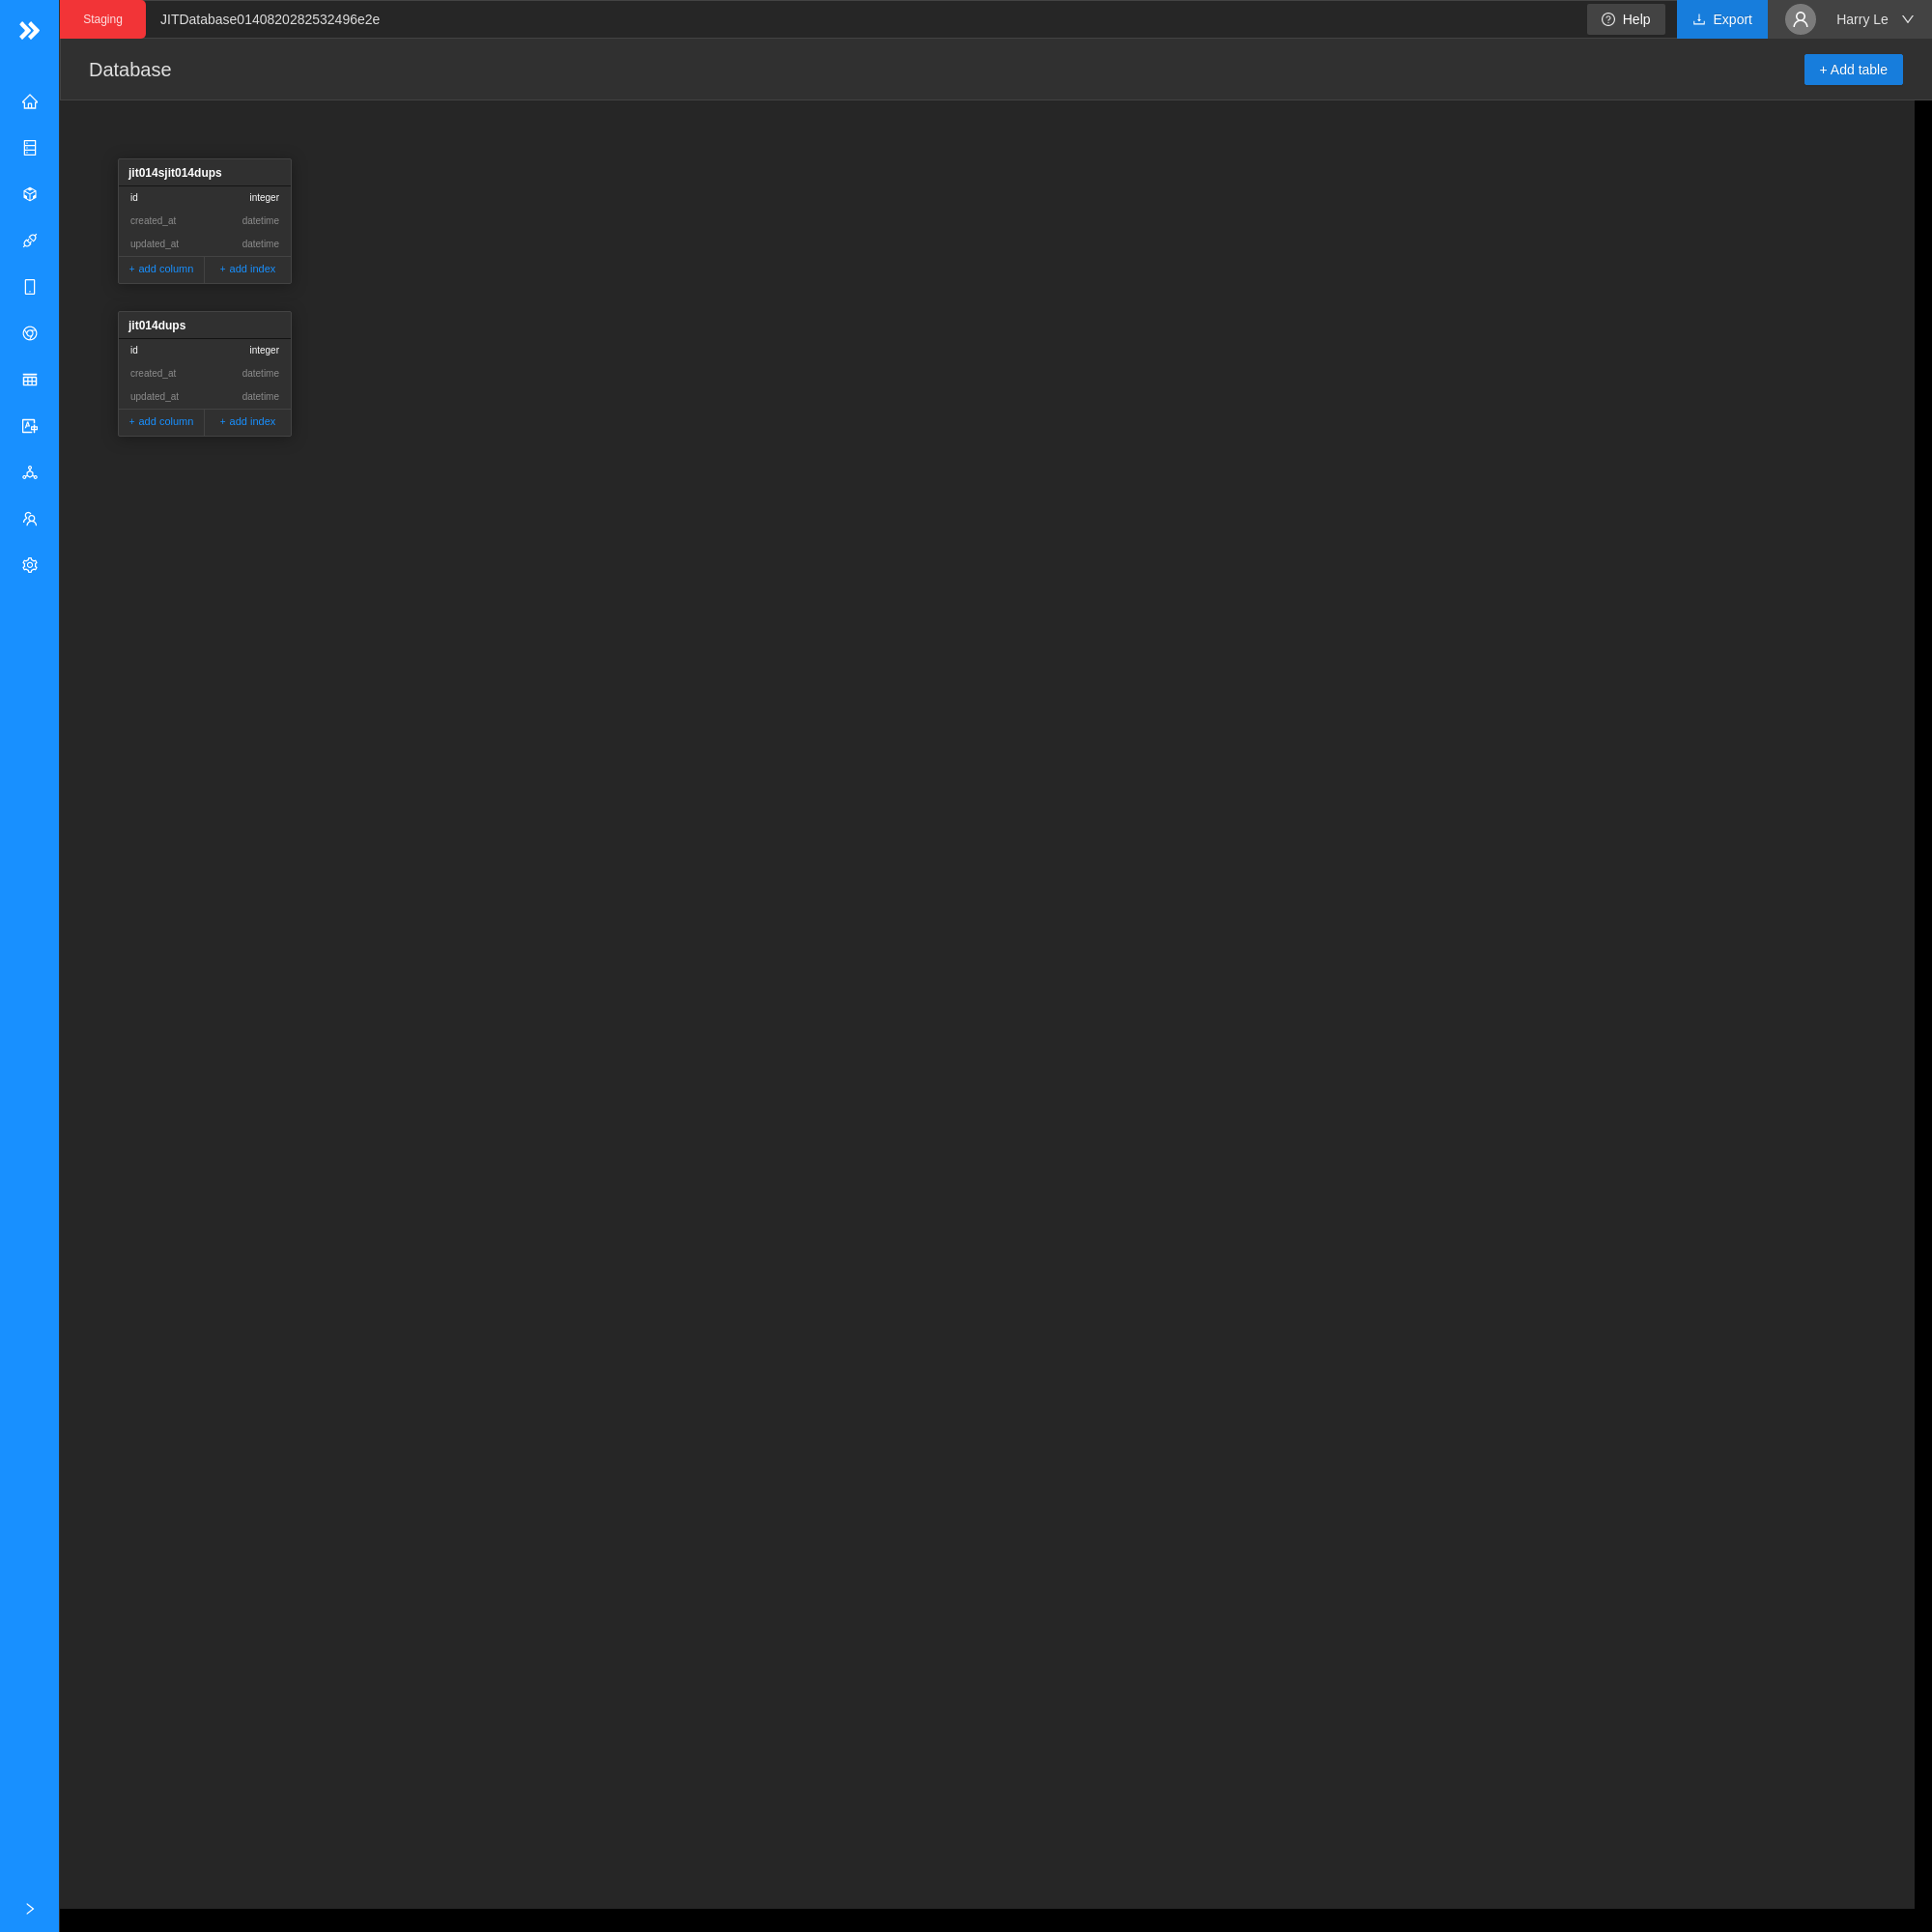 Staging JITDatabase0140820282532496e2e Help Export Harry Le
Database + Add table
jit014sjit014dups
id integer
created_at datetime
updated_at datetime
+ add column + add index
jit014dups
id integer
created_at datetime
updated_at datetime
+ add column + add index